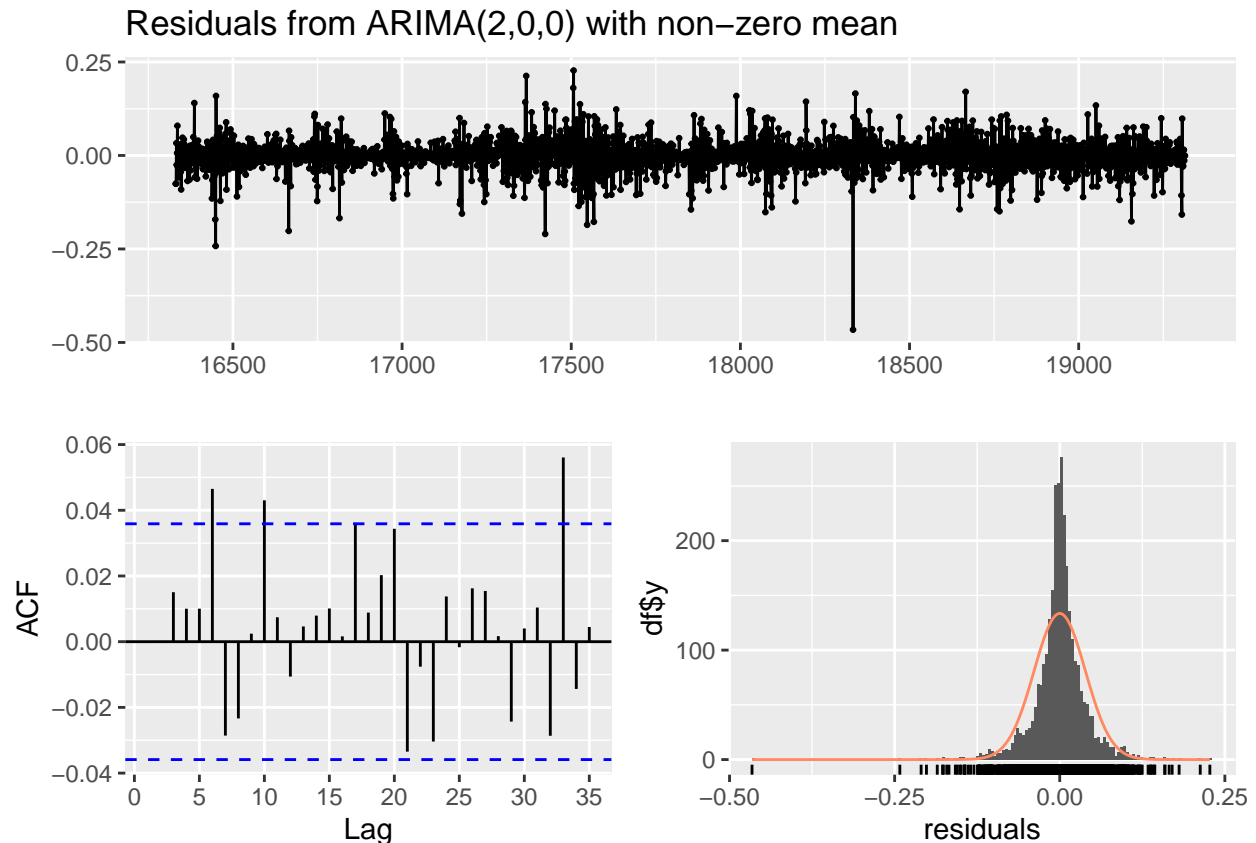 Residuals from ARIMA(2,0,0) with non−zero mean
0.25
0.00
−0.25
−0.50
16500 17000 17500 18000 18500 19000
0.06
0.04
0.02
0.00
−0.02
−0.04
ACF
0 5 10 15 20 25 30 35
Lag
200
100
0
df$y
−0.50 −0.25 0.00 0.25
residuals